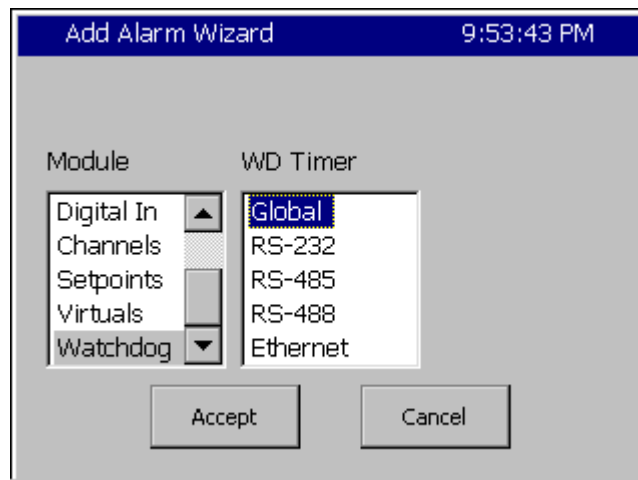 Add Alarm Wizard 9:53:43 PM
Module WD Timer
Digital In Global
Channels RS-232
Setpoints RS-485
Virtuals RS-488
Watchdog Ethernet
Accept Cancel